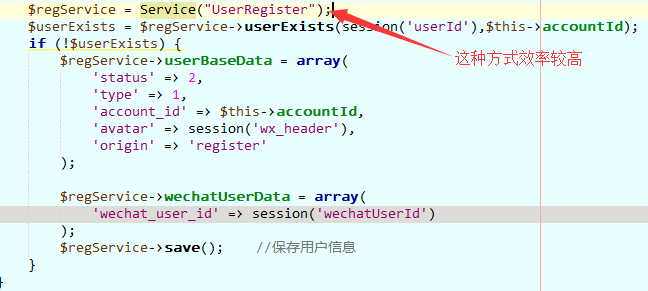 $regService = Service("UserRegister");
$userExists = $regService->userExists(session('userId'),$this->accountId);
if (!$userExists) {
这种方式效率较高
$regService->userBaseData = array(
'status' => 2,
'type' => 1,
'account_id' => $this->accountId,
'avatar' => session('wx_header'),
'origin' => 'register'
);
$regService->wechatUserData = array(
'wechat_user_id' => session('wechatUserId')
);
$regService->save(); //保存用户信息
}
}